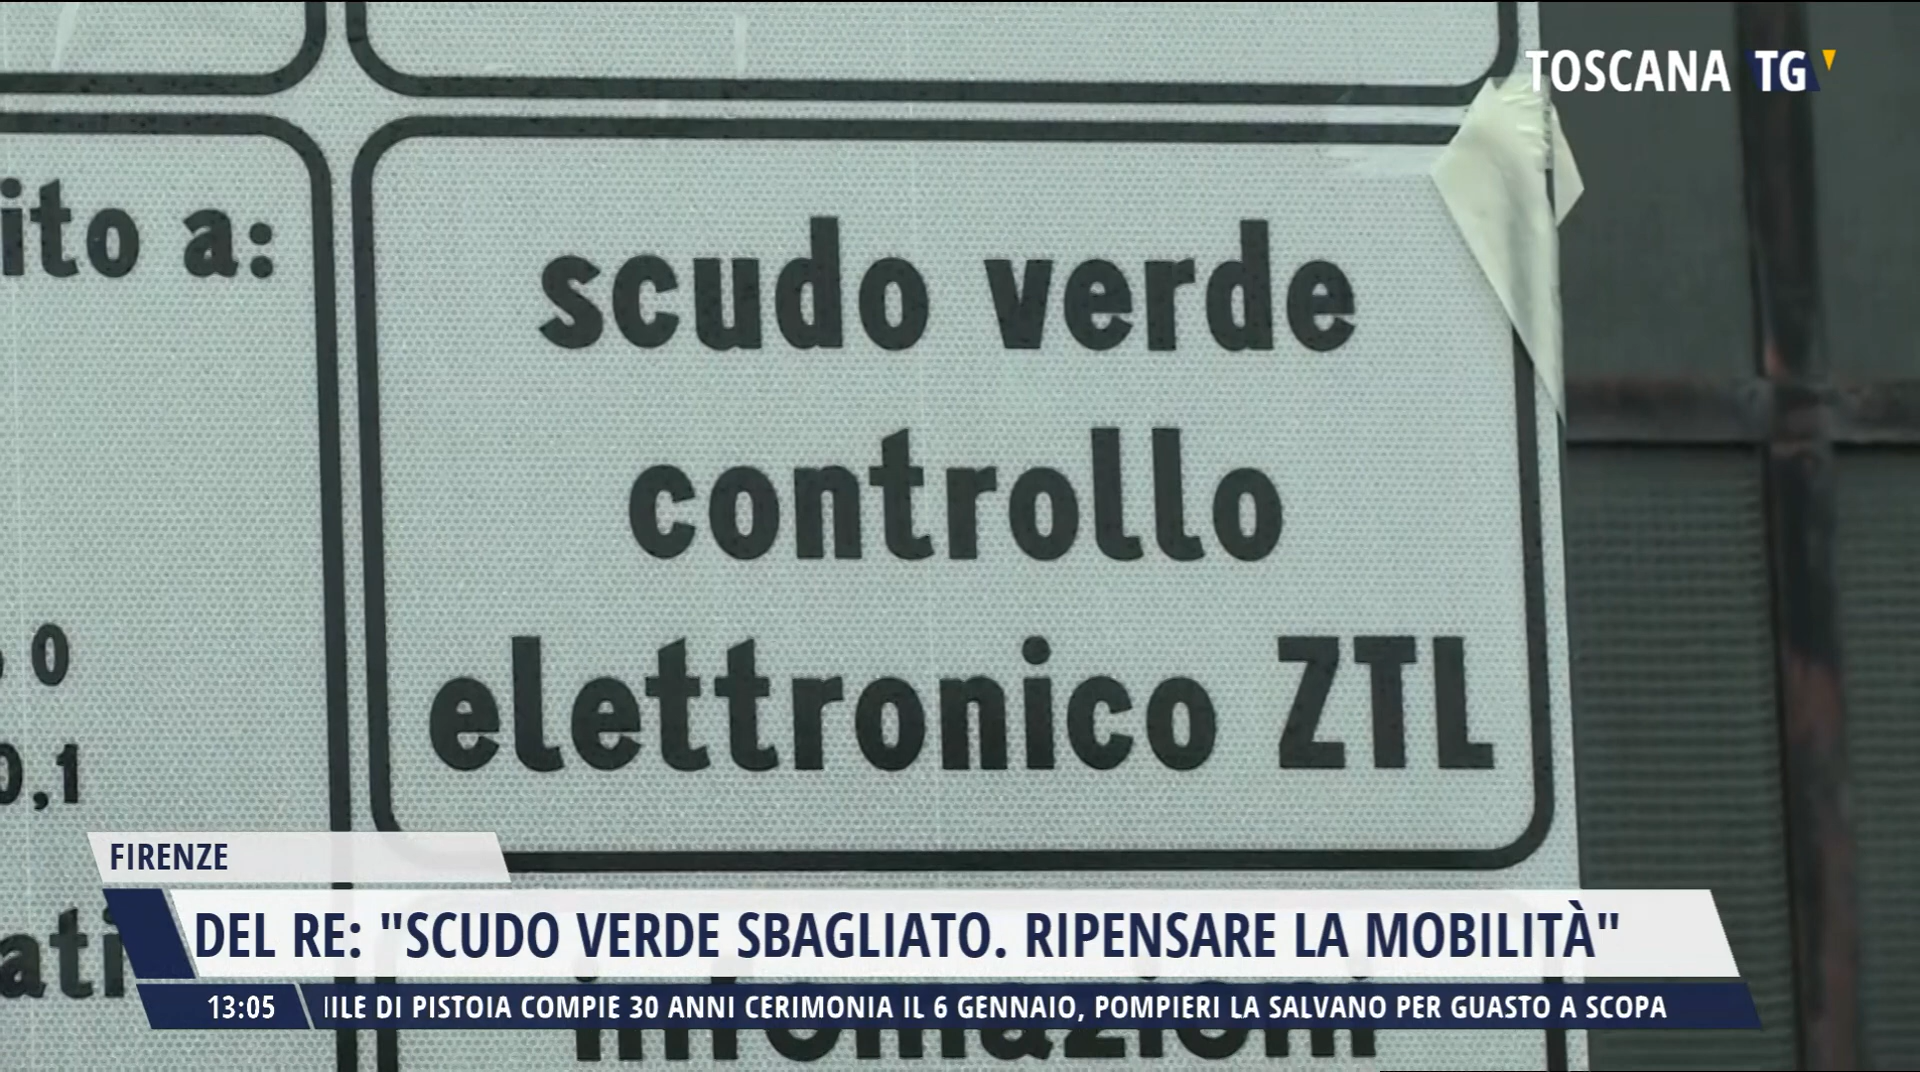 TOSCANA TG
ito a:
scudo verde
controllo
elettronico ZTL
0
0,1
ati
infomazioni
FIRENZE
DEL RE: "SCUDO VERDE SBAGLIATO. RIPENSARE LA MOBILITÀ"
13:05 ILE DI PISTOIA COMPIE 30 ANNI CERIMONIA IL 6 GENNAIO, POMPIERI LA SALVANO PER GUASTO A SCOPA